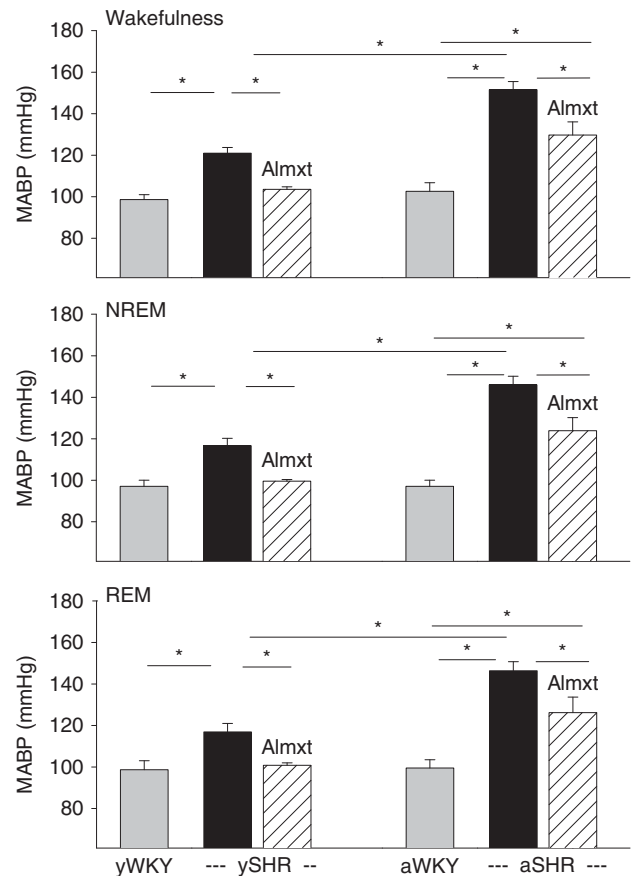 Wakefulness
MABP (mmHg)
180
160
140
120
100
80
* * * * * *
Almxt
Almxt
NREM
MABP (mmHg)
180
160
140
120
100
80
* * * * * *
Almxt
Almxt
REM
MABP (mmHg)
180
160
140
120
100
80
* * * * * *
Almxt
Almxt
yWKY --- ySHR -- aWKY --- aSHR ---